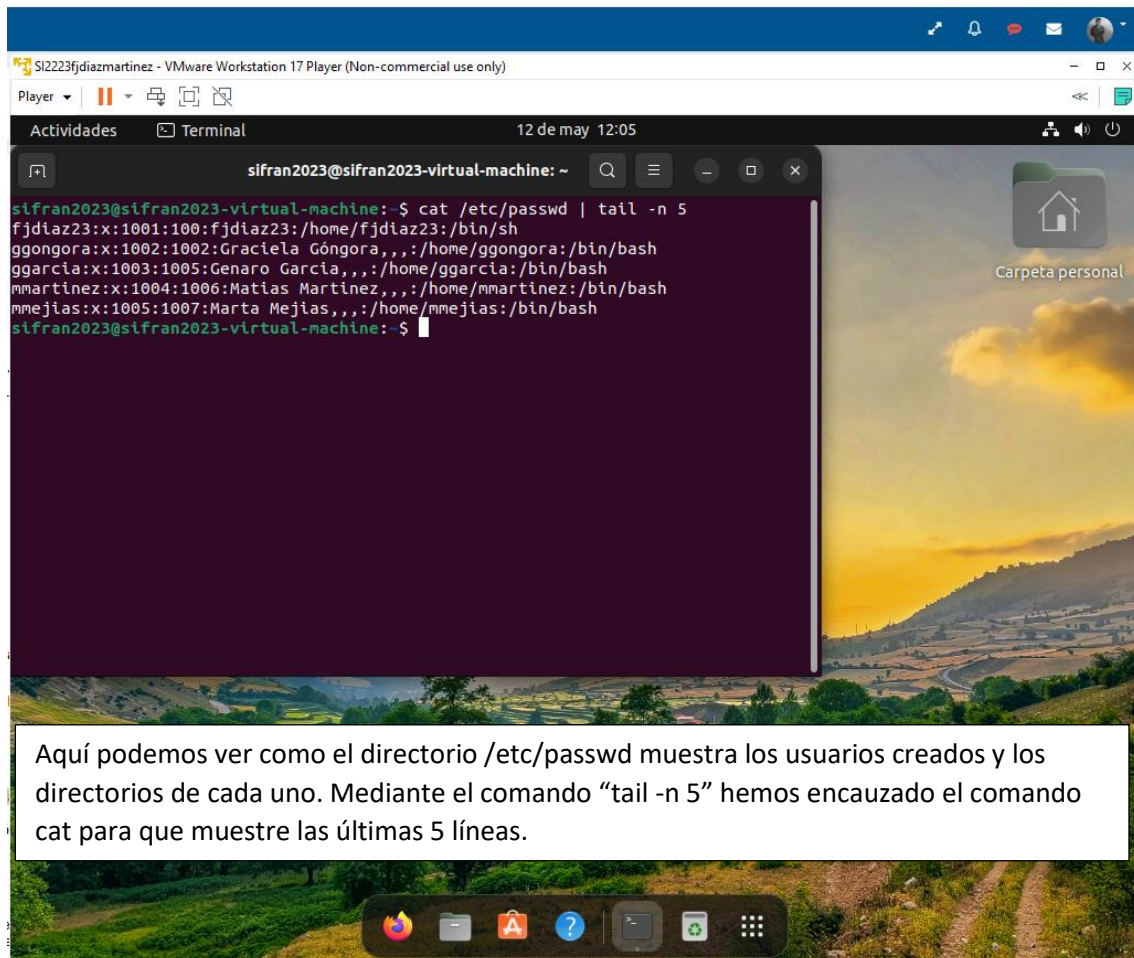 SI2223fjdiazmartinez - VMware Workstation 17 Player (Non-commercial use only)
Player
Actividades Terminal 12 de may 12:05
sifran2023@sifran2023-virtual-machine: ~
sifran2023@sifran2023-virtual-machine:~$ cat /etc/passwd | tail -n 5
fjdiaz23:x:1001:100:fjdiaz23:/home/fjdiaz23:/bin/sh
ggongora:x:1002:1002:Graciela Góngora,,,:/home/ggongora:/bin/bash
ggarcia:x:1003:1005:Genaro Garcia,,,:/home/ggarcia:/bin/bash
mmartinez:x:1004:1006:Matias Martinez,,,:/home/mmartinez:/bin/bash
mmejias:x:1005:1007:Marta Mejias,,,:/home/mmejias:/bin/bash
sifran2023@sifran2023-virtual-machine:~$
Carpeta personal
Aquí podemos ver como el directorio /etc/passwd muestra los usuarios creados y los
directorios de cada uno. Mediante el comando “tail -n 5” hemos encauzado el comando
cat para que muestre las últimas 5 líneas.